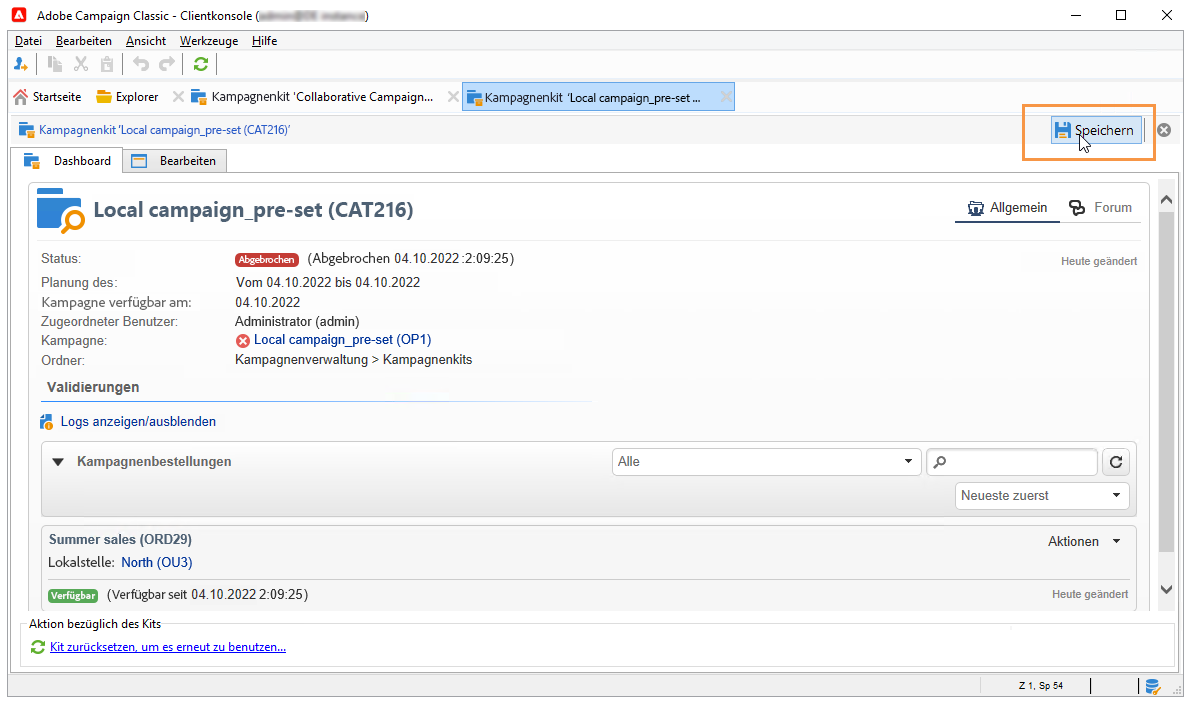 Adobe Campaign Classic - Clientkonsole ( )
Datei Bearbeiten Ansicht Werkzeuge Hilfe
Startseite Explorer Kampagnenkit 'Collaborative Campaign... Kampagnenkit 'Local campaign_pre-set ...
Kampagnenkit 'Local campaign_pre-set (CAT216)' Speichern
Dashboard Bearbeiten
Local campaign_pre-set (CAT216) Allgemein Forum
Status: Abgebrochen (Abgebrochen 04.10.2022 :2:09:25) Heute geändert
Planung des: Vom 04.10.2022 bis 04.10.2022
Kampagne verfügbar am: 04.10.2022
Zugeordneter Benutzer: Administrator (admin)
Kampagne: Local campaign_pre-set (OP1)
Ordner: Kampagnenverwaltung > Kampagnenkits
Validierungen
Logs anzeigen/ausblenden
Kampagnenbestellungen Alle
Neueste zuerst
Summer sales (ORD29) Aktionen
Lokalstelle: North (OU3)
Verfügbar (Verfügbar seit 04.10.2022 2:09:25) Heute geändert
Aktion bezüglich des Kits
Kit zurücksetzen, um es erneut zu benutzen...
Z 1, Sp 54